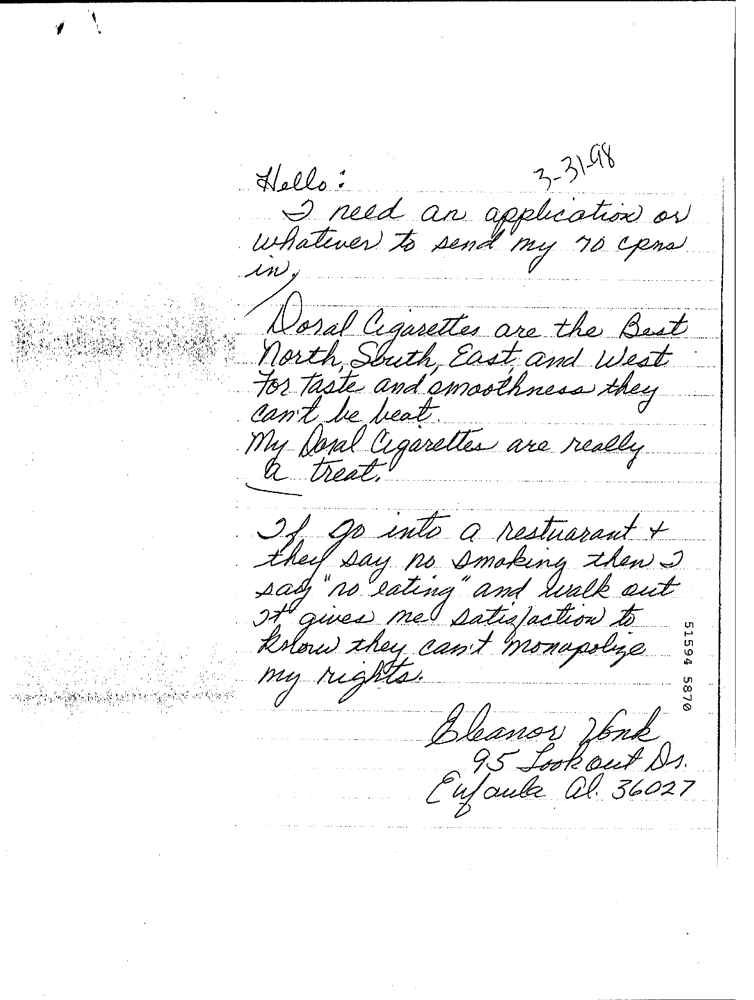 3-31-98
Hello:
I need an application or
whatever to send my 70 cpns
in,
Doral Cigarettes are the Best
North, South, East, and West
For Taste and smoothness they
can't be beat.
My Doral Cigarettes are really
a treat.
If go into a restuarant +
they say no smoking then I
say "no eating" and walk out
It gives me satisfaction to
know they can't monapolize
my rights.
Eleanor
95 Lookout Dr.
Eufaula Al. 36027
51594 5870